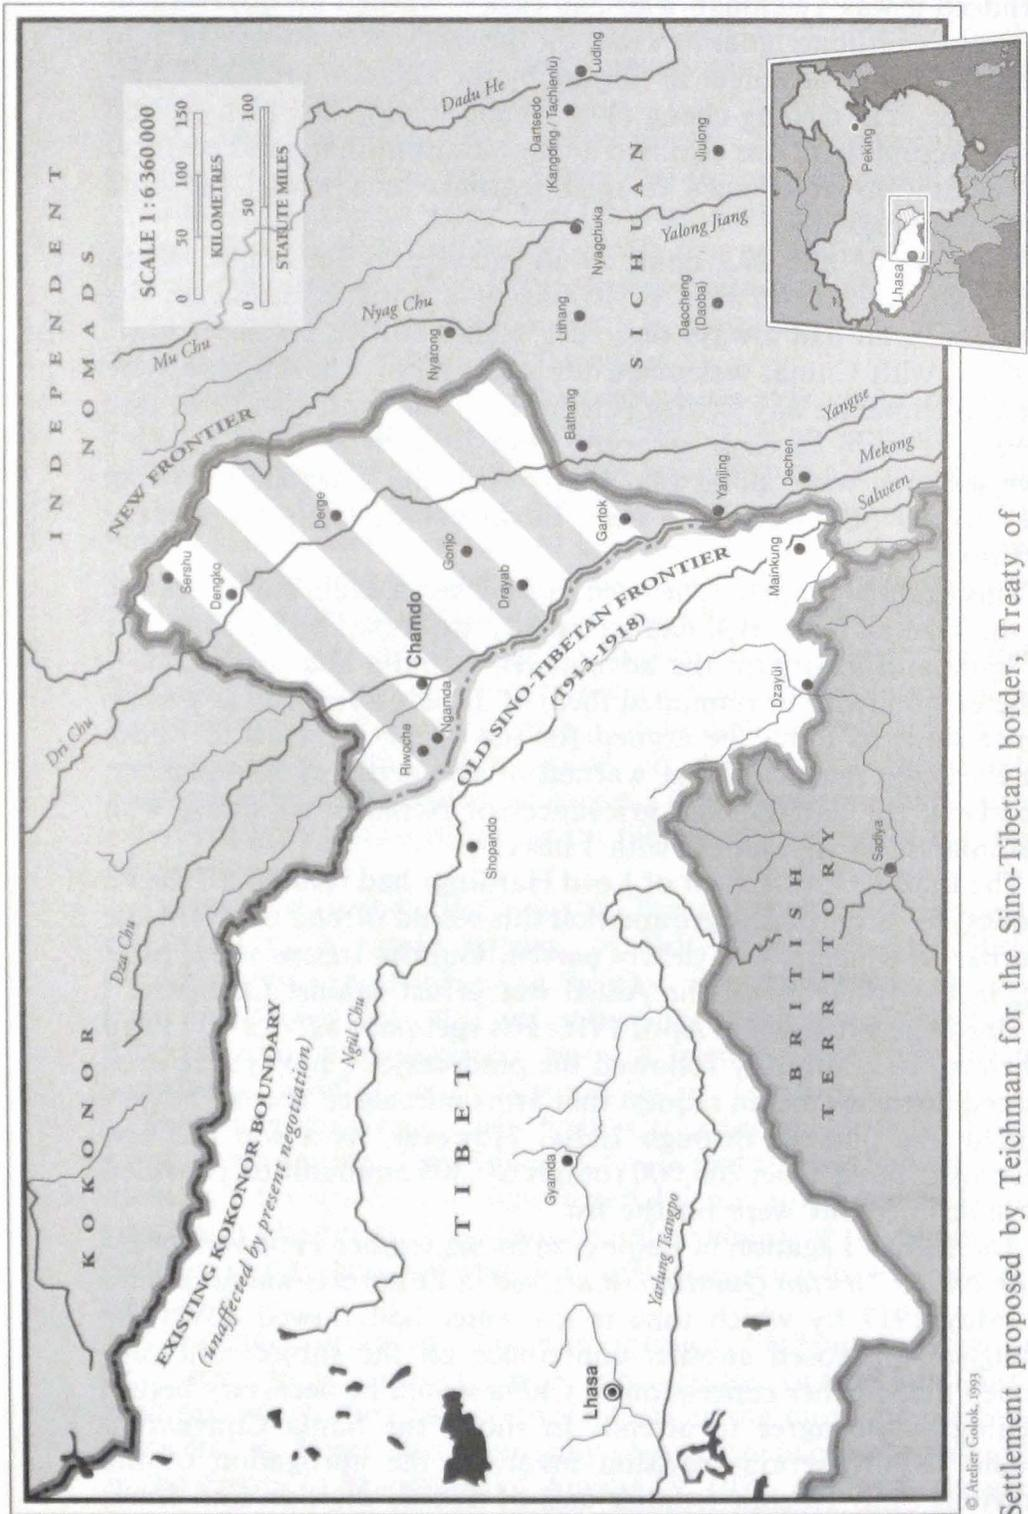 INDEPENDENT
NOMADS
KOKONOR
SCALE 1 : 6 360 000
0 50 100 150
KILOMETRES
0 50 100
STATUTE MILES
EXISTING KOKONOR BOUNDARY
(unaffected by present negotiation)
NEW FRONTIER
OLD SINO-TIBETAN FRONTIER
(1913-1918)
TIBET
SICHUAN
BRITISH
TERRITORY
Dza Chu
Dri Chu
Mu Chu
Nyag Chu
Dadu He
Yalong Jiang
Yangtse
Mekong
Salween
Ngül Chu
Yarlung Tsangpo
Sershu
Dengko
Derge
Gonjo
Drayab
Chamdo
Riwoche
Ngamda
Gartok
Nyarong
Dartsedo
(Kangding / Tachienlu)
Luding
Nyagchuka
Lithang
Bathang
Jiulong
Daocheng
(Daoba)
Yanjing
Dechen
Mainkung
Dzayül
Shopando
Gyamda
Lhasa
Sadiya
Peking
Lhasa
© Atelier Golok, 1993
Settlement proposed by Teichman for the Sino-Tibetan border, Treaty of